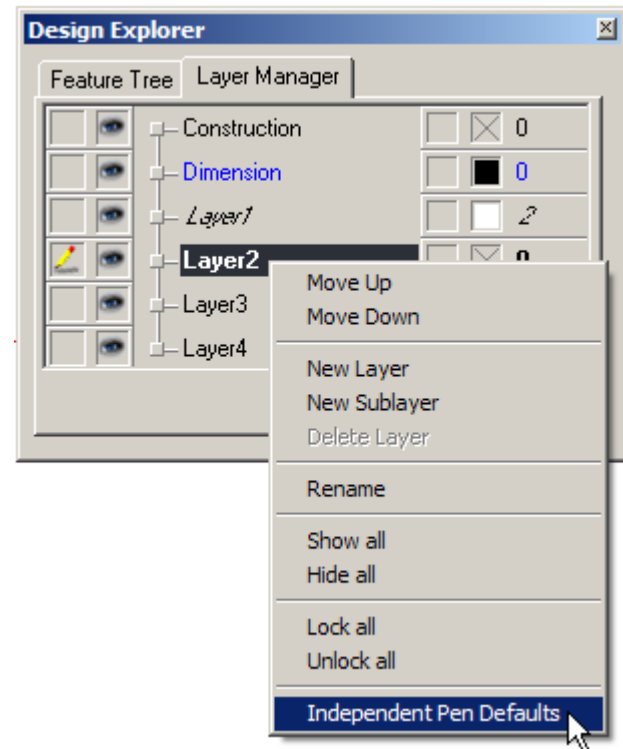 Design Explorer
Feature Tree Layer Manager
Construction 0
Dimension 0
Layer1 2
Layer2 0
Layer3
Layer4
Move Up
Move Down
New Layer
New Sublayer
Delete Layer
Rename
Show all
Hide all
Lock all
Unlock all
Independent Pen Defaults